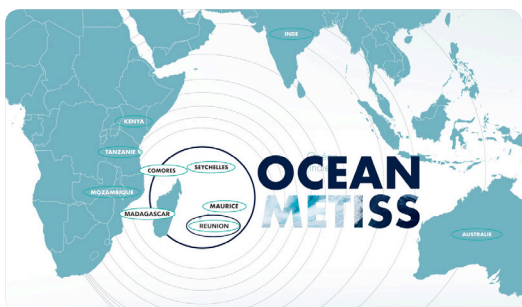 INDE
KENYA
TANZANIE
COMORES
SEYCHELLES
OCEAN
METISS
MOZAMBIQUE
MAURICE
MADAGASCAR
REUNION
AUSTRALIE